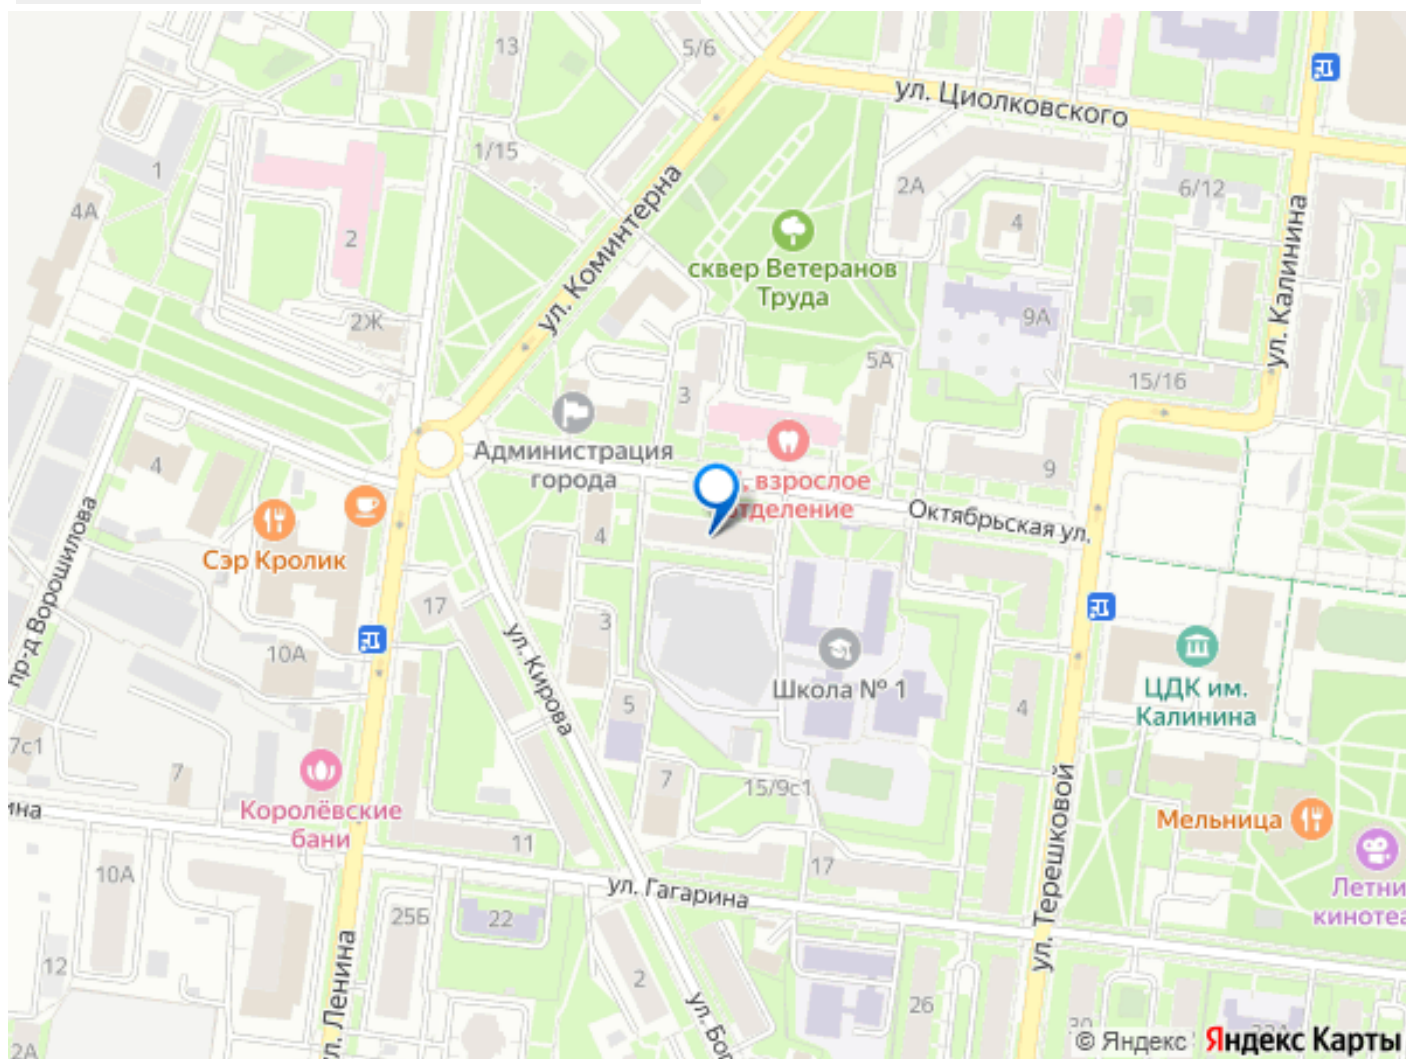 13
5/6
ул. Циолковского
1/15
1
2А
6/12
4А
4
2
ул. Коминтерна
сквер Ветеранов
Труда
ул. Калинина
2Ж
9А
5А
15/16
3
Администрация
города
4
9
взрослое
Октябрьская ул.
4
Сэр Кролик
пр-д Ворошилова
17
3
ул. Кирова
10А
Школа № 1
ЦДК им.
Калинина
5
4
7с1
7
7
15/9с1
Королёвские
бани
Мельница
11
17
10А
ул. Гагарина
25Б
22
ул. Терешковой
ул. Ленина
12
2
26
2А
© Яндекс
Яндекс Карты